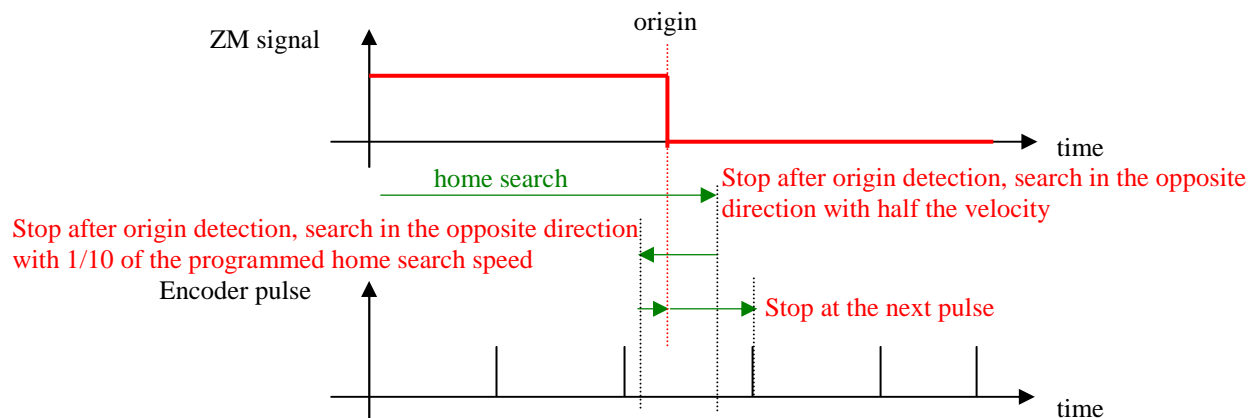 origin
ZM signal
time
home search
Stop after origin detection, search in the opposite
direction with half the velocity
Stop after origin detection, search in the opposite direction
with 1/10 of the programmed home search speed
Encoder pulse
Stop at the next pulse
time